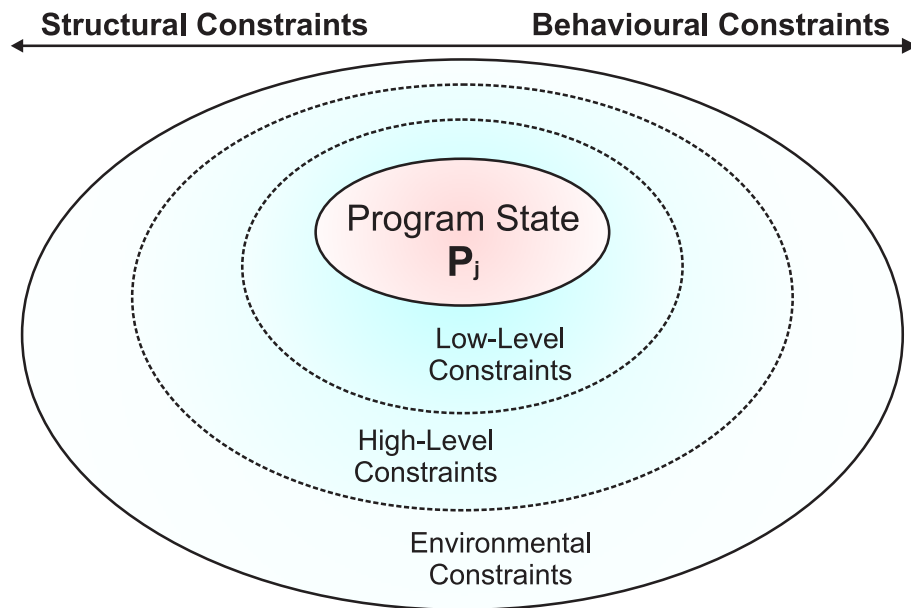 Structural Constraints Behavioural Constraints
Program State
Pj
Low-Level
Constraints
High-Level
Constraints
Environmental
Constraints